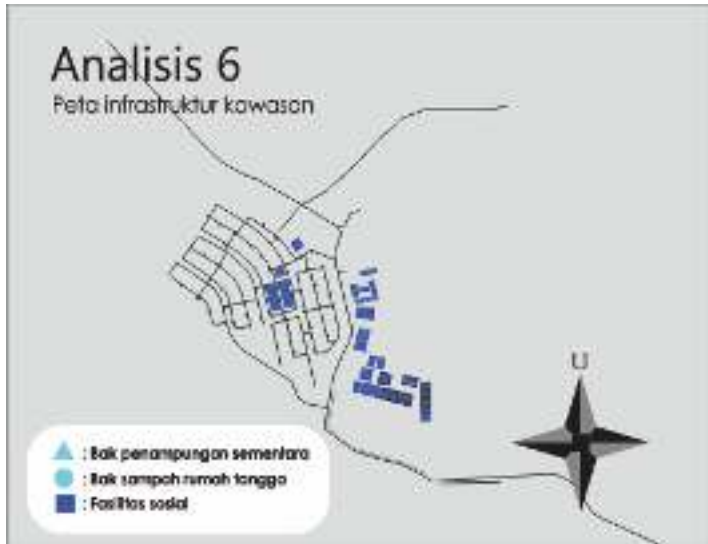 Analisis 6
Peta infrastruktur kawasan
U
: Bak penampungan sementara
: Bak sampah rumah tangga
: Fasilitas sosial